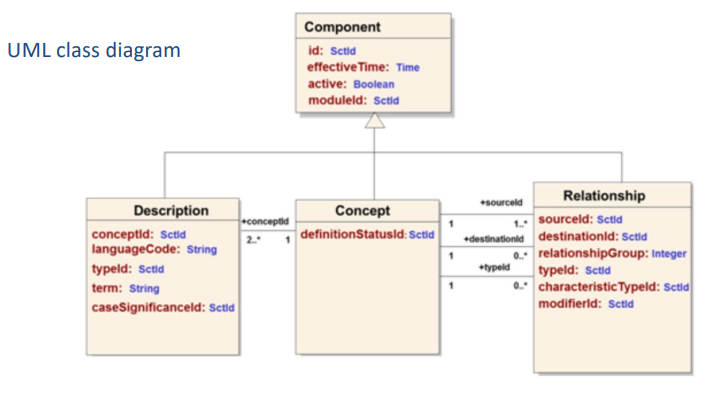 UML class diagram
Component
id: SctId
effectiveTime: Time
active: Boolean
moduleId: SctId
Description
conceptId: SctId
languageCode: String
typeId: SctId
term: String
caseSignificanceId: SctId
+conceptId
2..*
1
Concept
definitionStatusId: SctId
+sourceId
1
1..*
+destinationId
1
0..*
+typeId
1
0..*
Relationship
sourceId: SctId
destinationId: SctId
relationshipGroup: Integer
typeId: SctId
characteristicTypeId: SctId
modifierId: SctId